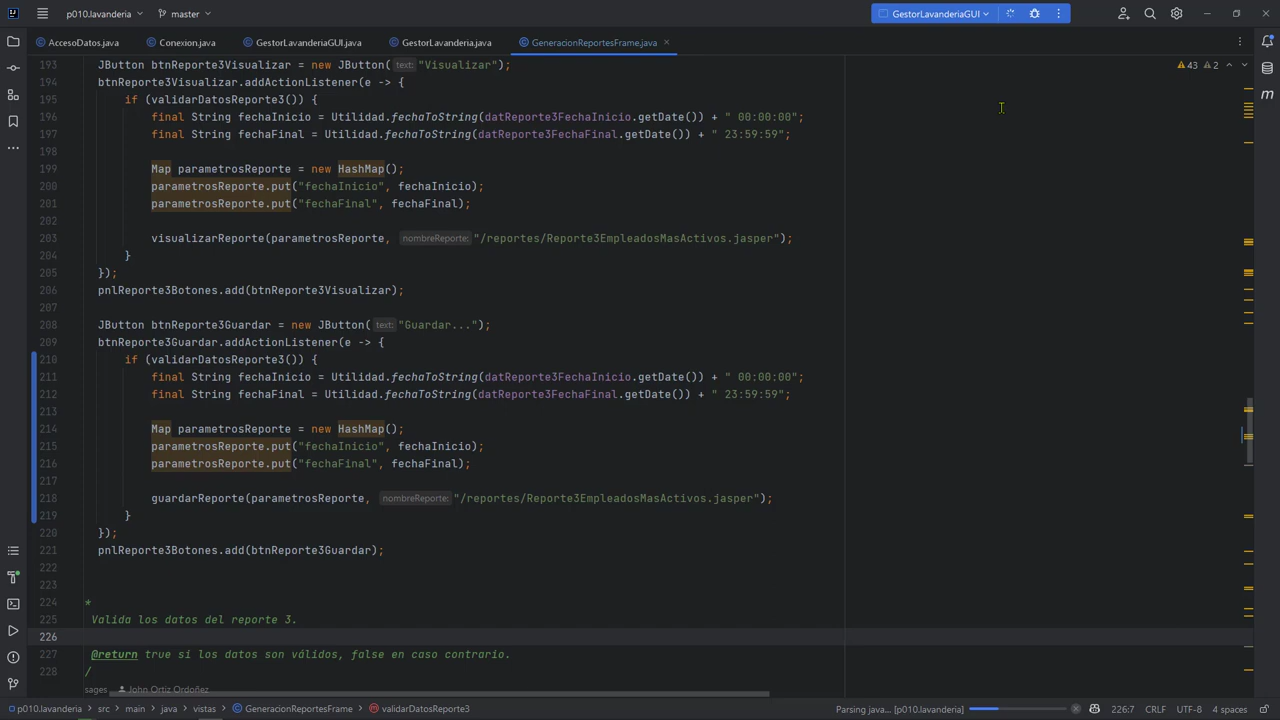 p010.lavanderia
master
GestorLavanderiaGUI
AccesoDatos.java
Conexion.java
GestorLavanderiaGUI.java
GestorLavanderia.java
GeneracionReportesFrame.java
43 2
193 JButton btnReporte3Visualizar = new JButton( text: "Visualizar");
194 btnReporte3Visualizar.addActionListener(e -> {
195 if (validarDatosReporte3()) {
196 final String fechaInicio = Utilidad.fechaToString(datReporte3FechaInicio.getDate()) + " 00:00:00";
197 final String fechaFinal = Utilidad.fechaToString(datReporte3FechaFinal.getDate()) + " 23:59:59";
198
199 Map parametrosReporte = new HashMap();
200 parametrosReporte.put("fechaInicio", fechaInicio);
201 parametrosReporte.put("fechaFinal", fechaFinal);
202
203 visualizarReporte(parametrosReporte, nombreReporte: "/reportes/Reporte3EmpleadosMasActivos.jasper");
204 }
205 });
206 pnlReporte3Botones.add(btnReporte3Visualizar);
207
208 JButton btnReporte3Guardar = new JButton( text: "Guardar...");
209 btnReporte3Guardar.addActionListener(e -> {
210 if (validarDatosReporte3()) {
211 final String fechaInicio = Utilidad.fechaToString(datReporte3FechaInicio.getDate()) + " 00:00:00";
212 final String fechaFinal = Utilidad.fechaToString(datReporte3FechaFinal.getDate()) + " 23:59:59";
213
214 Map parametrosReporte = new HashMap();
215 parametrosReporte.put("fechaInicio", fechaInicio);
216 parametrosReporte.put("fechaFinal", fechaFinal);
217
218 guardarReporte(parametrosReporte, nombreReporte: "/reportes/Reporte3EmpleadosMasActivos.jasper");
219 }
220 });
221 pnlReporte3Botones.add(btnReporte3Guardar);
222
223
224 *
225 Valida los datos del reporte 3.
226
227 @return true si los datos son válidos, false en caso contrario.
228 /
sages John Ortiz Ordoñez
p010.lavanderia > src > main > java > vistas > GeneracionReportesFrame > validarDatosReporte3
Parsing java... [p010.lavanderia]
226:7 CRLF UTF-8 4 spaces